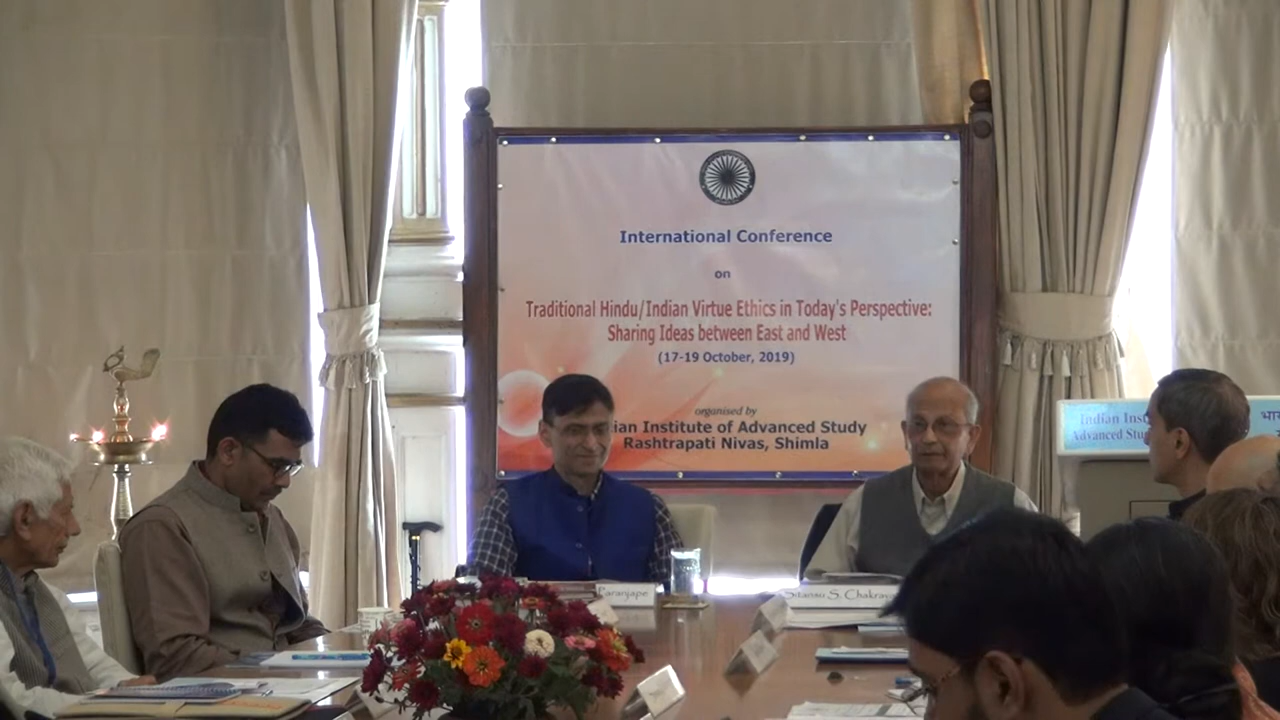 International Conference
on
Traditional Hindu/Indian Virtue Ethics in Today's Perspective:
Sharing Ideas between East and West
(17-19 October, 2019)
organised by
ian Institute of Advanced Study
Rashtrapati Nivas, Shimla
Paranjape
Sitansu S. Chakrava
Indian Inst
Advanced Stu
भार